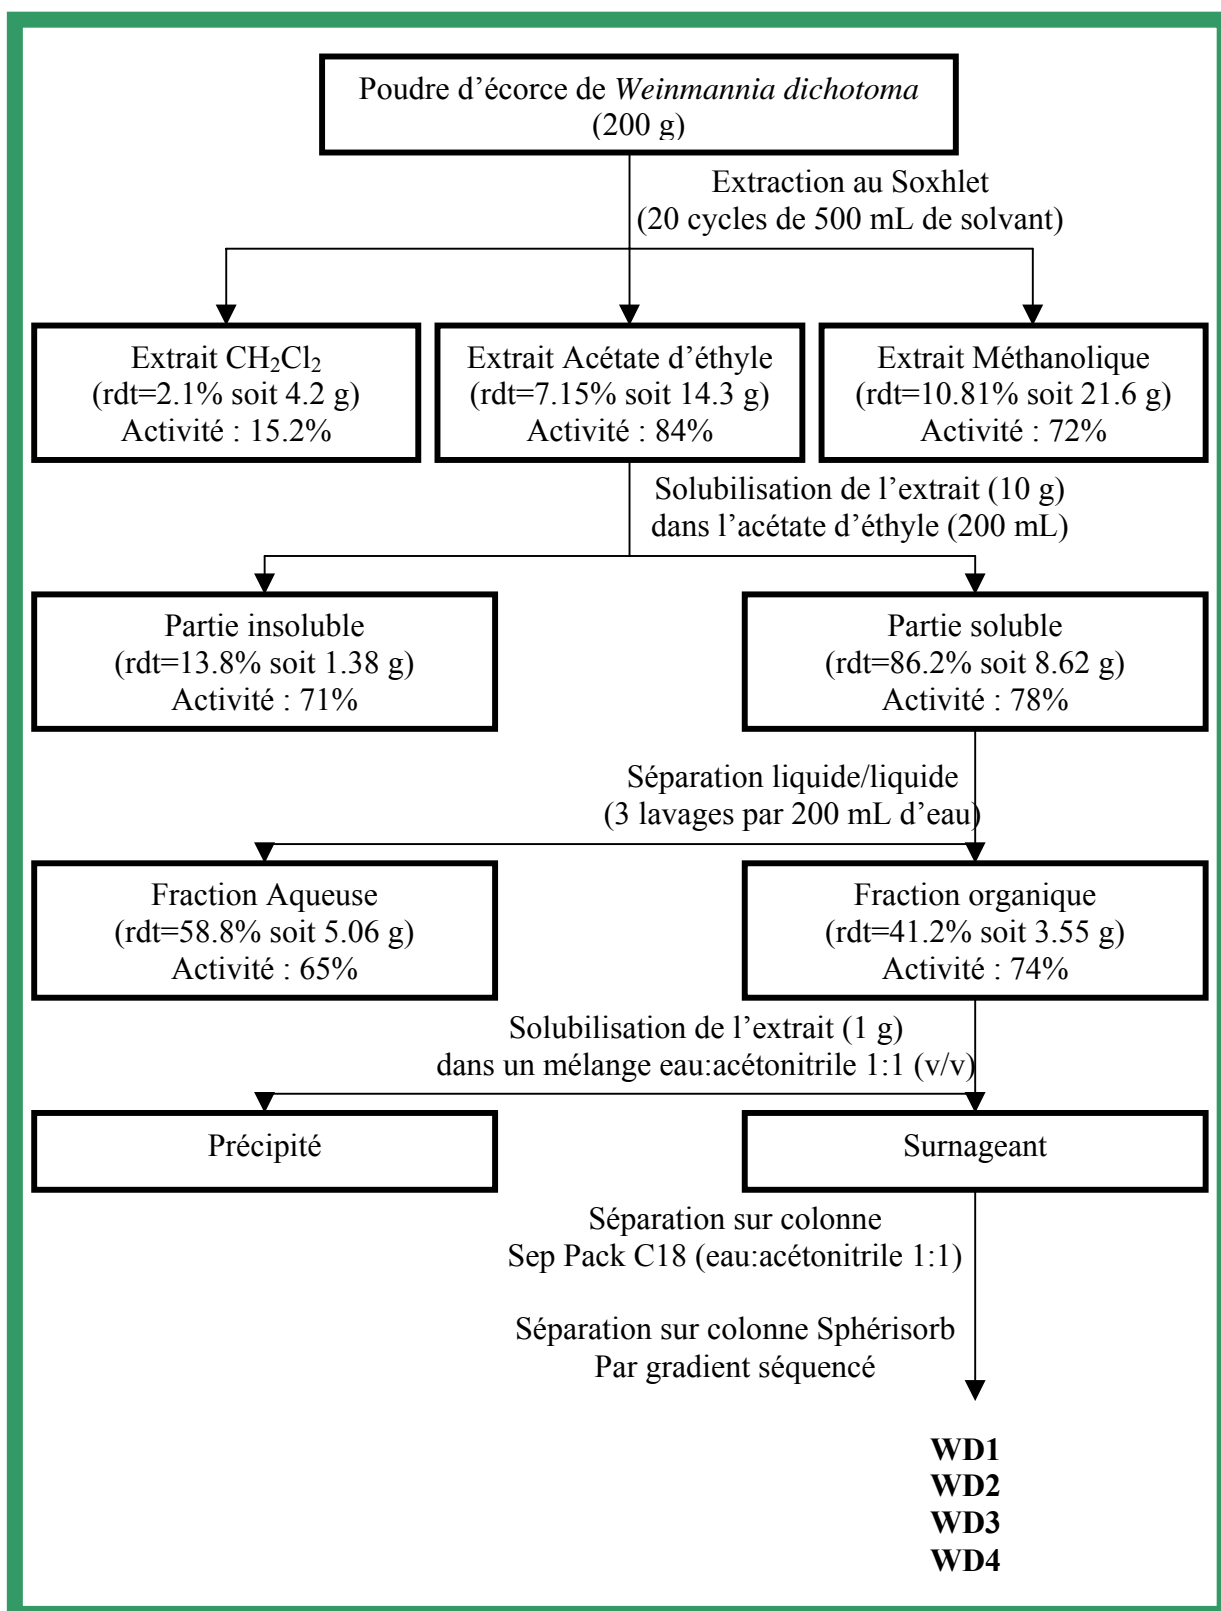 Poudre d’écorce de Weinmannia dichotoma
(200 g)
Extraction au Soxhlet
(20 cycles de 500 mL de solvant)
Extrait CH₂Cl₂
(rdt=2.1% soit 4.2 g)
Activité : 15.2%
Extrait Acétate d’éthyle
(rdt=7.15% soit 14.3 g)
Activité : 84%
Extrait Méthanolique
(rdt=10.81% soit 21.6 g)
Activité : 72%
Solubilisation de l’extrait (10 g)
dans l’acétate d’éthyle (200 mL)
Partie insoluble
(rdt=13.8% soit 1.38 g)
Activité : 71%
Partie soluble
(rdt=86.2% soit 8.62 g)
Activité : 78%
Séparation liquide/liquide
(3 lavages par 200 mL d’eau)
Fraction Aqueuse
(rdt=58.8% soit 5.06 g)
Activité : 65%
Fraction organique
(rdt=41.2% soit 3.55 g)
Activité : 74%
Solubilisation de l’extrait (1 g)
dans un mélange eau:acétonitrile 1:1 (v/v)
Précipité
Surnageant
Séparation sur colonne
Sep Pack C18 (eau:acétonitrile 1:1)
Séparation sur colonne Sphérisorb
Par gradient séquencé
WD1
WD2
WD3
WD4